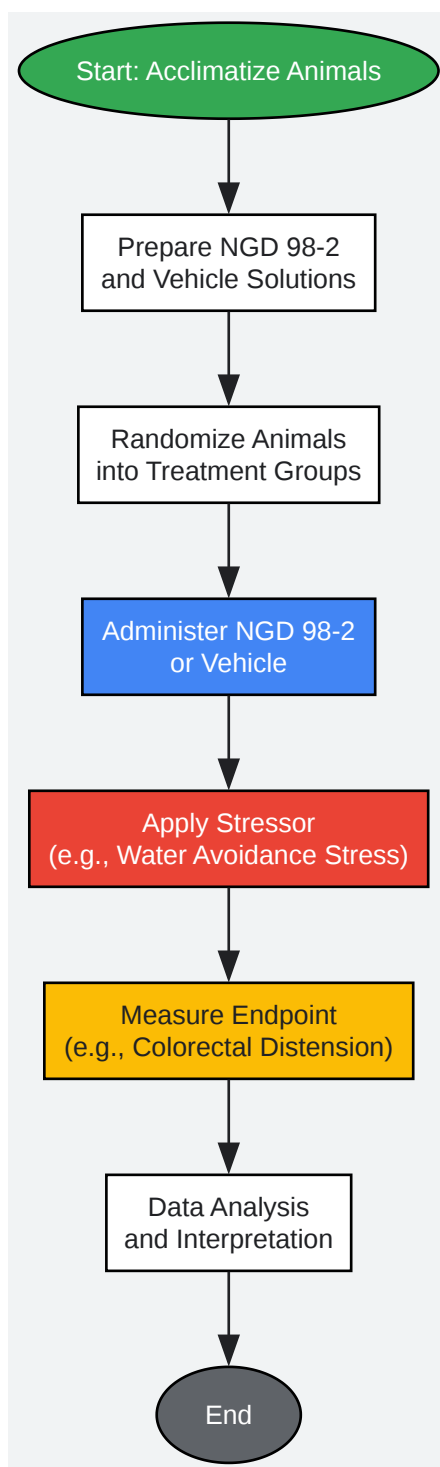 Start: Acclimatize Animals
Prepare NGD 98-2
and Vehicle Solutions
Randomize Animals
into Treatment Groups
Administer NGD 98-2
or Vehicle
Apply Stressor
(e.g., Water Avoidance Stress)
Measure Endpoint
(e.g., Colorectal Distension)
Data Analysis
and Interpretation
End